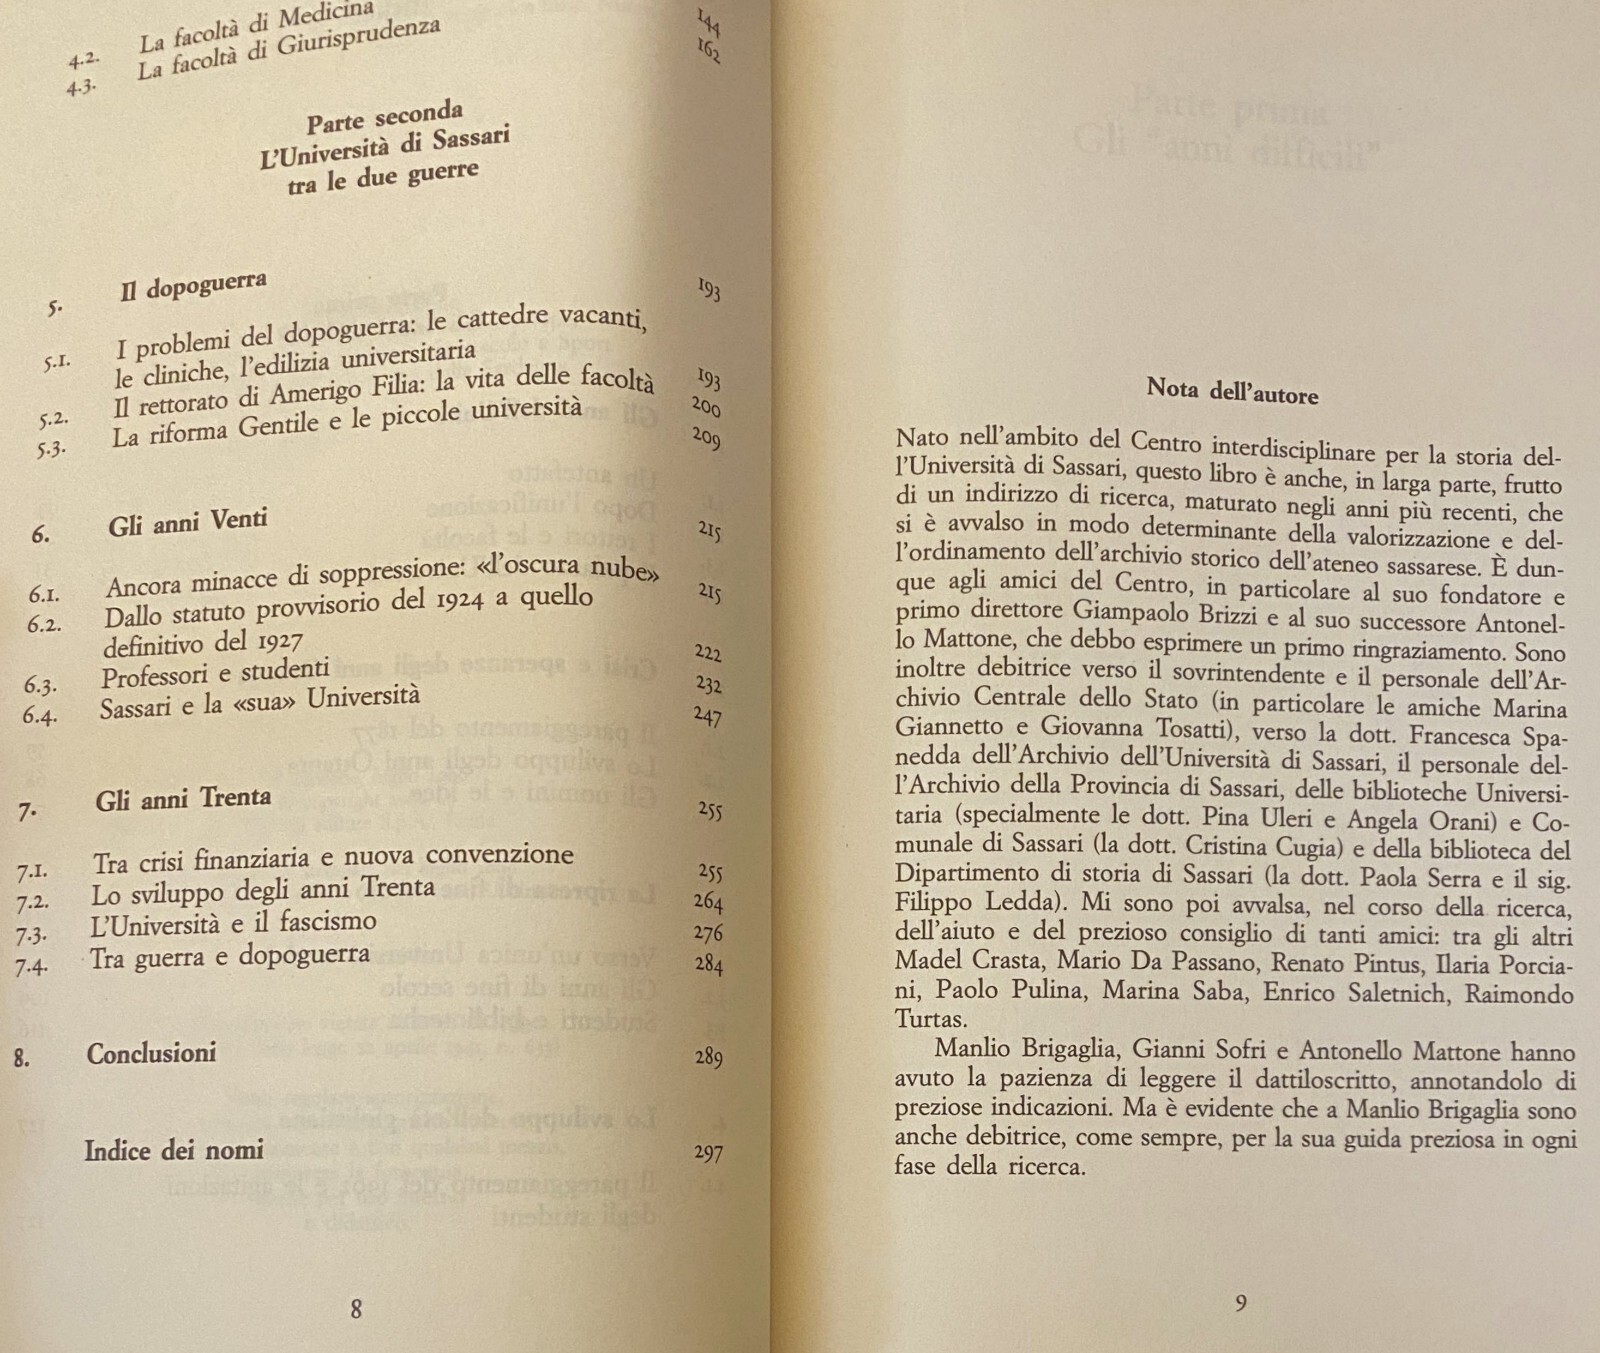 4.2. La facoltà di Medicina 144
4.3. La facoltà di Giurisprudenza 162
Parte seconda
L'Università di Sassari
tra le due guerre
5. Il dopoguerra 193
5.1. I problemi del dopoguerra: le cattedre vacanti,
le cliniche, l'edilizia universitaria 193
5.2. Il rettorato di Amerigo Filia: la vita delle facoltà 200
5.3. La riforma Gentile e le piccole università 209
6. Gli anni Venti 215
6.1. Ancora minacce di soppressione: «l'oscura nube» 215
6.2. Dallo statuto provvisorio del 1924 a quello
definitivo del 1927 222
6.3. Professori e studenti 232
6.4. Sassari e la «sua» Università 247
7. Gli anni Trenta 255
7.1. Tra crisi finanziaria e nuova convenzione 255
7.2. Lo sviluppo degli anni Trenta 264
7.3. L'Università e il fascismo 276
7.4. Tra guerra e dopoguerra 284
8. Conclusioni 289
Indice dei nomi 297
8
Parte prima
Gli "anni difficili"
Nota dell'autore
Nato nell'ambito del Centro interdisciplinare per la storia del-
l'Università di Sassari, questo libro è anche, in larga parte, frutto
di un indirizzo di ricerca, maturato negli anni più recenti, che
si è avvalso in modo determinante della valorizzazione e del-
l'ordinamento dell'archivio storico dell'ateneo sassarese. È dun-
que agli amici del Centro, in particolare al suo fondatore e
primo direttore Giampaolo Brizzi e al suo successore Antonel-
lo Mattone, che debbo esprimere un primo ringraziamento. Sono
inoltre debitrice verso il sovrintendente e il personale dell'Ar-
chivio Centrale dello Stato (in particolare le amiche Marina
Giannetto e Giovanna Tosatti), verso la dott. Francesca Spa-
nedda dell'Archivio dell'Università di Sassari, il personale del-
l'Archivio della Provincia di Sassari, delle biblioteche Universi-
taria (specialmente le dott. Pina Uleri e Angela Orani) e Co-
munale di Sassari (la dott. Cristina Cugia) e della biblioteca del
Dipartimento di storia di Sassari (la dott. Paola Serra e il sig.
Filippo Ledda). Mi sono poi avvalsa, nel corso della ricerca,
dell'aiuto e del prezioso consiglio di tanti amici: tra gli altri
Madel Crasta, Mario Da Passano, Renato Pintus, Ilaria Porcia-
ni, Paolo Pulina, Marina Saba, Enrico Saletnich, Raimondo
Turtas.
Manlio Brigaglia, Gianni Sofri e Antonello Mattone hanno
avuto la pazienza di leggere il dattiloscritto, annotandolo di
preziose indicazioni. Ma è evidente che a Manlio Brigaglia sono
anche debitrice, come sempre, per la sua guida preziosa in ogni
fase della ricerca.
9